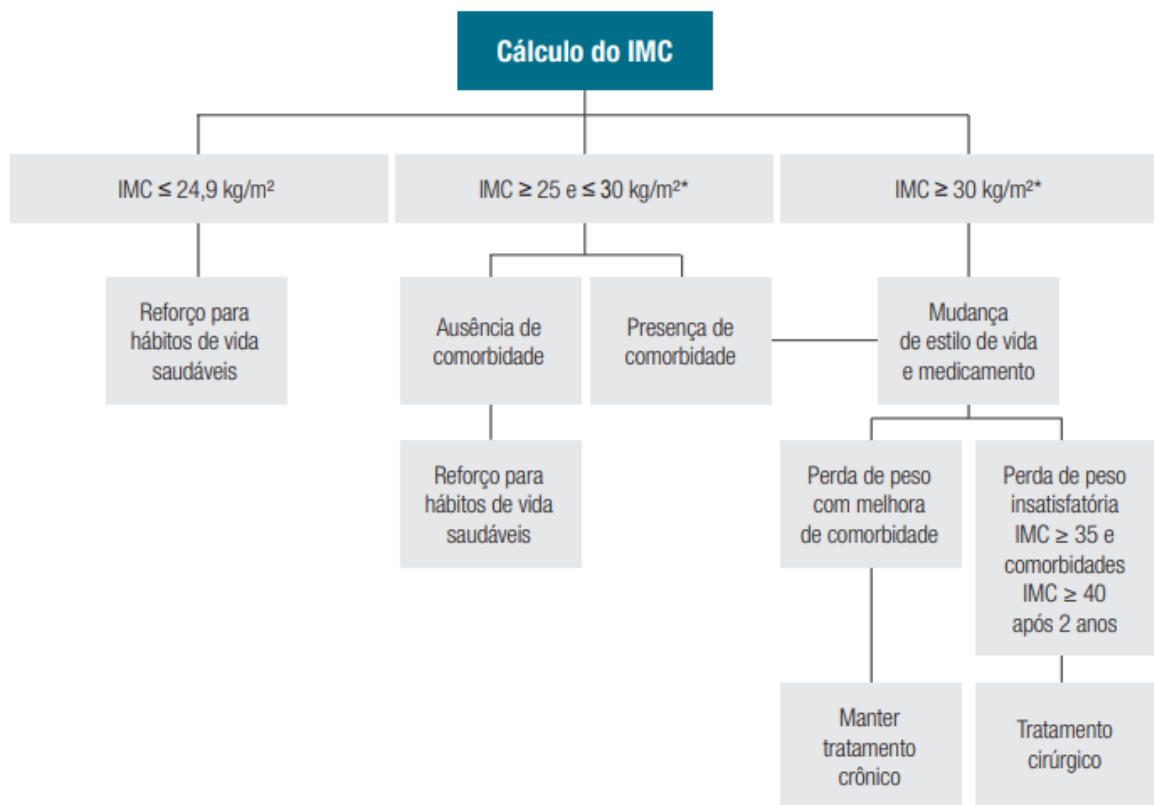 Cálculo do IMC
IMC ≤ 24,9 kg/m²
IMC ≥ 25 e ≤ 30 kg/m²*
IMC ≥ 30 kg/m²*
Reforço para
hábitos de vida
saudáveis
Ausência de
comorbidade
Presença de
comorbidade
Mudança
de estilo de vida
e medicamento
Reforço para
hábitos de vida
saudáveis
Perda de peso
com melhora
de comorbidade
Perda de peso
insatisfatória
IMC ≥ 35 e
comorbidades
IMC ≥ 40
após 2 anos
Manter
tratamento
crônico
Tratamento
cirúrgico